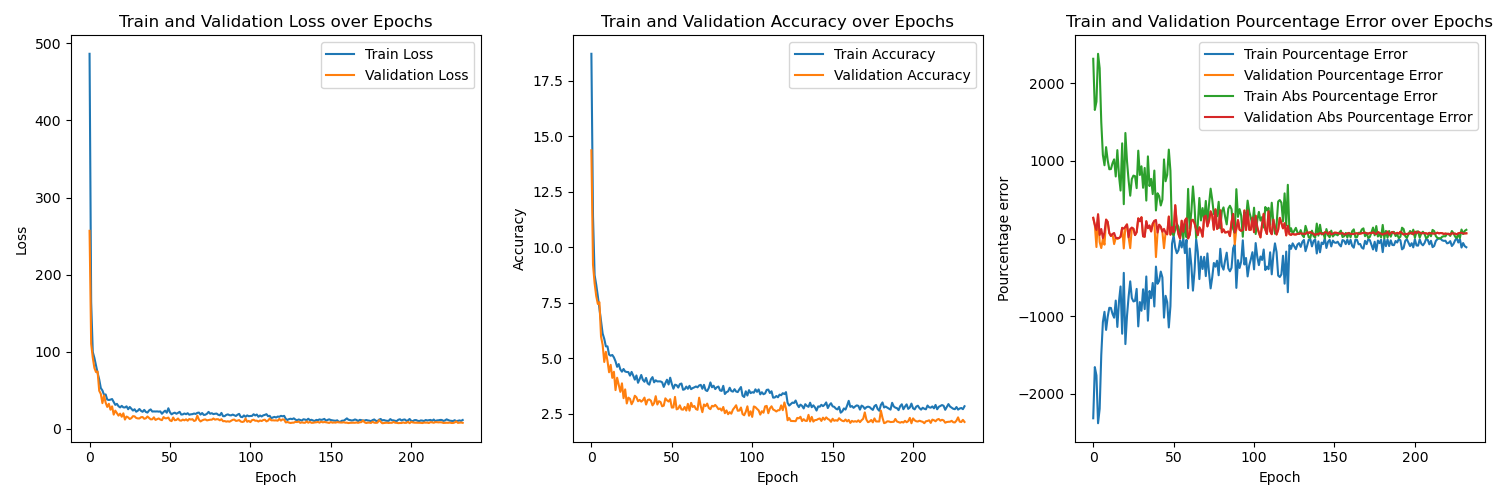 Train and Validation Loss over Epochs
Train Loss
Validation Loss
500
400
300
200
100
0
Loss
0
50
100
150
200
Epoch
Train and Validation Accuracy over Epochs
Train Accuracy
Validation Accuracy
17.5
15.0
12.5
10.0
7.5
5.0
2.5
Accuracy
0
50
100
150
200
Epoch
Train and Validation Pourcentage Error over Epochs
Train Pourcentage Error
Validation Pourcentage Error
Train Abs Pourcentage Error
Validation Abs Pourcentage Error
2000
1000
0
−1000
−2000
Pourcentage error
0
50
100
150
200
Epoch